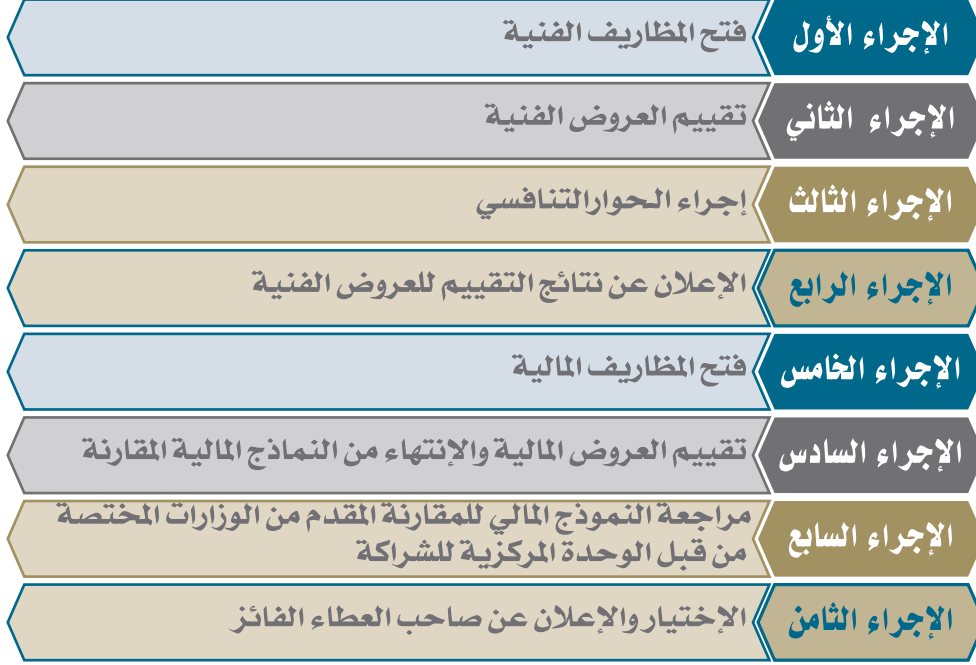 الإجراء الأول
فتح المظاريف الفنية
الإجراء الثاني
تقييم العروض الفنية
الإجراء الثالث
إجراء الحوارالتنافسي
الإجراء الرابع
الإعلان عن نتائج التقييم للعروض الفنية
الإجراء الخامس
فتح المظاريف المالية
الإجراء السادس
تقييم العروض المالية والإنتهاء من النماذج المالية المقارنة
الإجراء السابع
مراجعة النموذج المالي للمقارنة المقدم من الوزارات المختصة
من قبل الوحدة المركزية للشراكة
الإجراء الثامن
الإختيار والإعلان عن صاحب العطاء الفائز